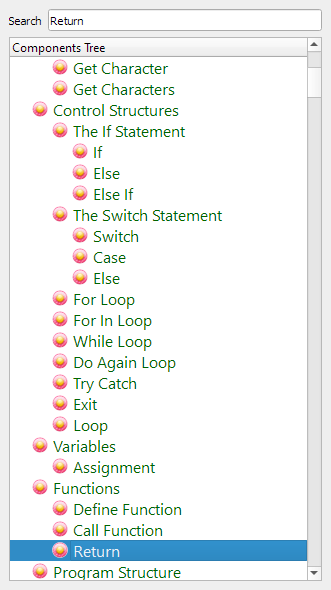 Search Return
Components Tree
Get Character
Get Characters
Control Structures
The If Statement
If
Else
Else If
The Switch Statement
Switch
Case
Else
For Loop
For In Loop
While Loop
Do Again Loop
Try Catch
Exit
Loop
Variables
Assignment
Functions
Define Function
Call Function
Return
Program Structure